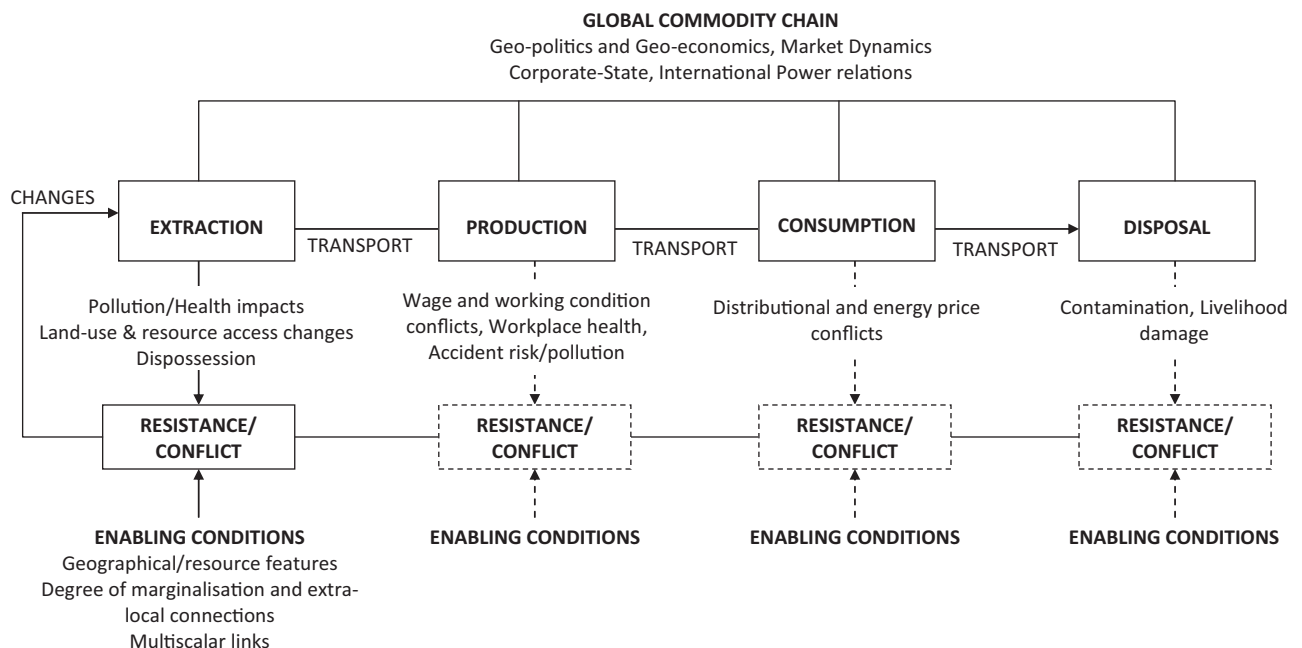 GLOBAL COMMODITY CHAIN
Geo-politics and Geo-economics, Market Dynamics
Corporate-State, International Power relations
CHANGES
EXTRACTION
TRANSPORT
PRODUCTION
TRANSPORT
CONSUMPTION
TRANSPORT
DISPOSAL
Pollution/Health impacts
Land-use & resource access changes
Dispossession
Wage and working condition
conflicts, Workplace health,
Accident risk/pollution
Distributional and energy price
conflicts
Contamination, Livelihood
damage
RESISTANCE/
CONFLICT
RESISTANCE/
CONFLICT
RESISTANCE/
CONFLICT
RESISTANCE/
CONFLICT
ENABLING CONDITIONS
Geographical/resource features
Degree of marginalisation and extra-
local connections
Multiscalar links
ENABLING CONDITIONS
ENABLING CONDITIONS
ENABLING CONDITIONS